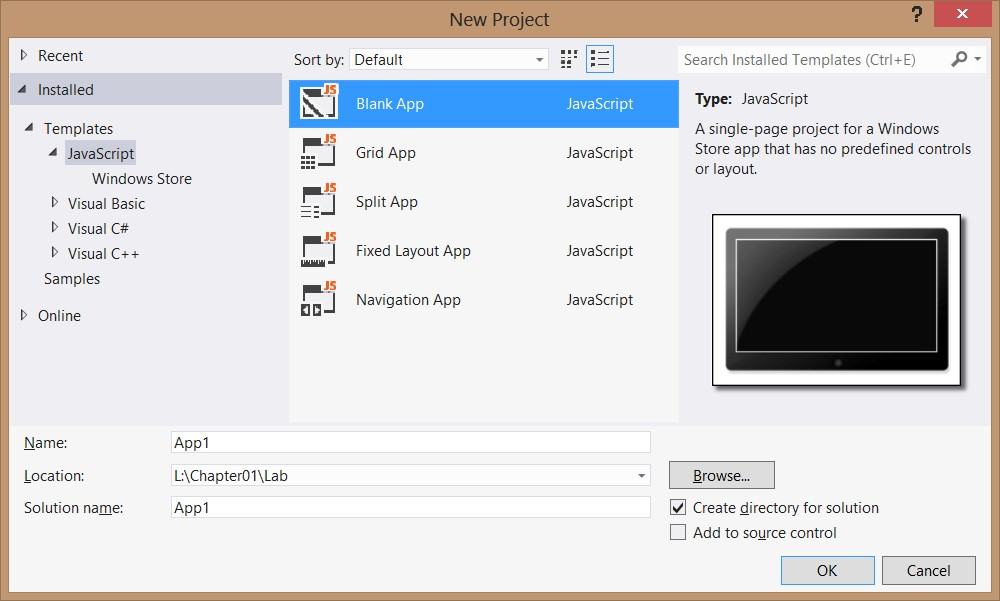 New Project
? ×
Recent
Installed
Templates
JavaScript
Windows Store
Visual Basic
Visual C#
Visual C++
Samples
Online
Sort by: Default
JS Blank App JavaScript
JS Grid App JavaScript
JS Split App JavaScript
JS Fixed Layout App JavaScript
JS Navigation App JavaScript
Search Installed Templates (Ctrl+E)
Type: JavaScript
A single-page project for a Windows
Store app that has no predefined controls
or layout.
Name: App1
Location: L:\Chapter01\Lab
Browse...
Solution name: App1
Create directory for solution
Add to source control
OK Cancel